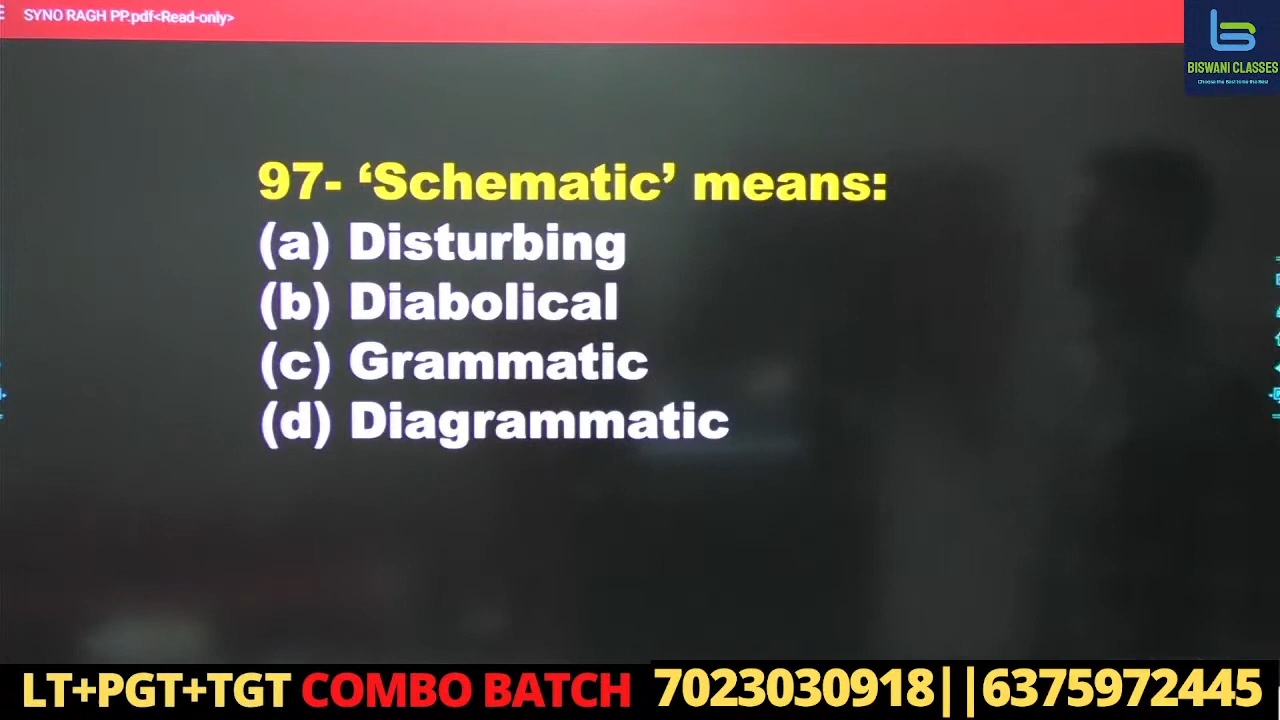 SYNO RAGH PP.pdf<Read-only>
BISWANI CLASSES
97- ‘Schematic’ means:
(a) Disturbing
(b) Diabolical
(c) Grammatic
(d) Diagrammatic
LT+PGT+TGT COMBO BATCH 7023030918||6375972445